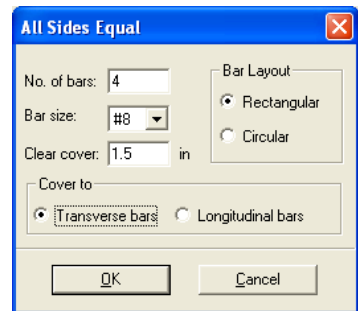 All Sides Equal
No. of bars: 4
Bar size: #8
Clear cover: 1.5 in
Bar Layout
Rectangular
Circular
Cover to
Transverse bars Longitudinal bars
OK Cancel